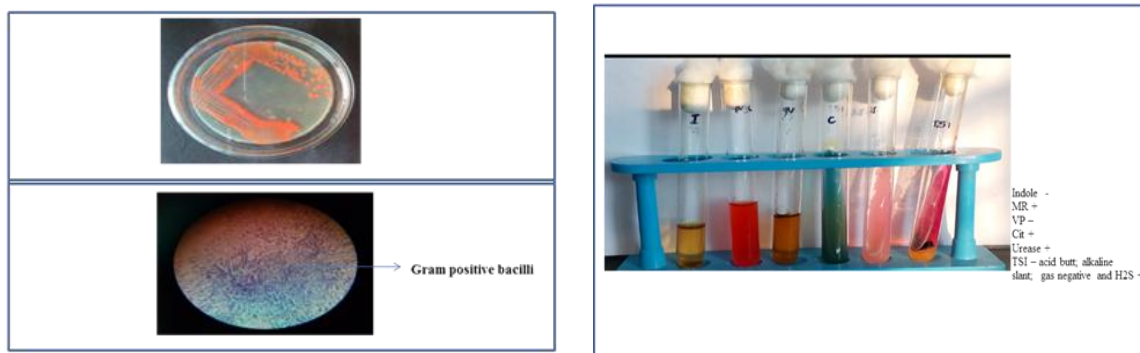 Gram positive bacilli
I
C
TSI
Indole -
MR +
VP –
Cit +
Urease +
TSI – acid butt; alkaline
slant; gas negative and H2S +